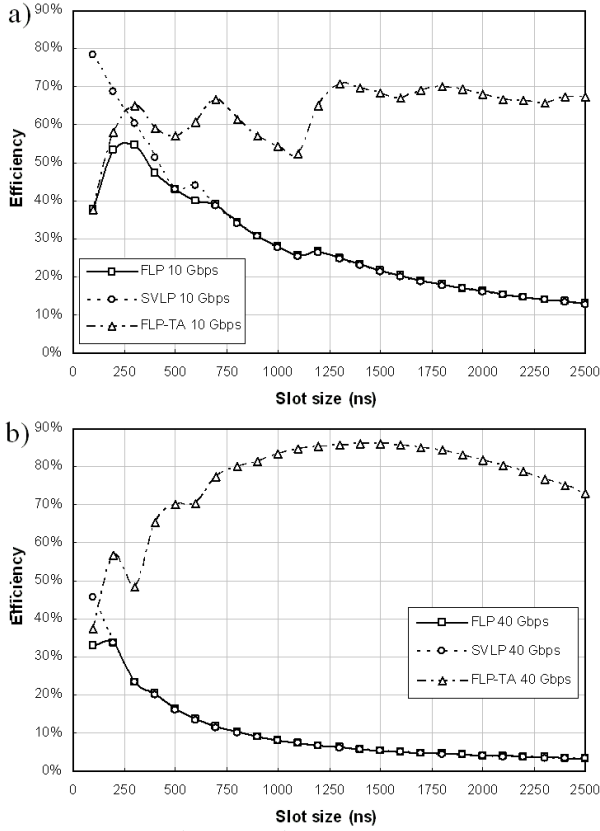 a)
90%
80%
70%
60%
50%
40%
30%
20%
10%
0%
Efficiency
FLP 10 Gbps
SVLP 10 Gbps
FLP-TA 10 Gbps
0 250 500 750 1000 1250 1500 1750 2000 2250 2500
Slot size (ns)
b)
90%
80%
70%
60%
50%
40%
30%
20%
10%
0%
Efficiency
FLP 40 Gbps
SVLP 40 Gbps
FLP-TA 40 Gbps
0 250 500 750 1000 1250 1500 1750 2000 2250 2500
Slot size (ns)